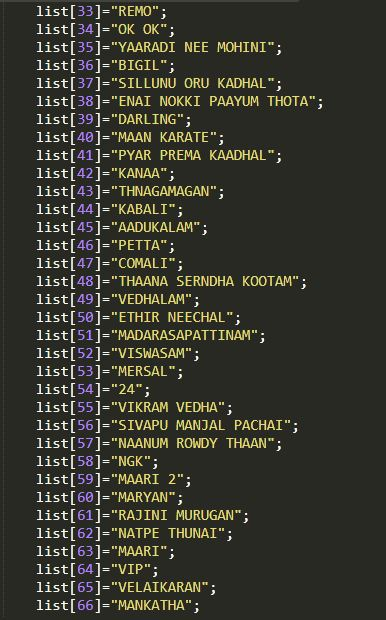 list[33]="REMO";
list[34]="OK OK";
list[35]="YAARADI NEE MOHINI";
list[36]="BIGIL";
list[37]="SILLUNU ORU KADHAL";
list[38]="ENAI NOKKI PAAYUM THOTA";
list[39]="DARLING";
list[40]="MAAN KARATE";
list[41]="PYAR PREMA KAADHAL";
list[42]="KANAA";
list[43]="THNAGAMAGAN";
list[44]="KABALI";
list[45]="AADUKALAM";
list[46]="PETTA";
list[47]="COMALI";
list[48]="THAANA SERNDHA KOOTAM";
list[49]="VEDHALAM";
list[50]="ETHIR NEECHAL";
list[51]="MADARASAPATTINAM";
list[52]="VISWASAM";
list[53]="MERSAL";
list[54]="24";
list[55]="VIKRAM VEDHA";
list[56]="SIVAPU MANJAL PACHAI";
list[57]="NAANUM ROWDY THAAN";
list[58]="NGK";
list[59]="MAARI 2";
list[60]="MARYAN";
list[61]="RAJINI MURUGAN";
list[62]="NATPE THUNAI";
list[63]="MAARI";
list[64]="VIP";
list[65]="VELAIKARAN";
list[66]="MANKATHA";